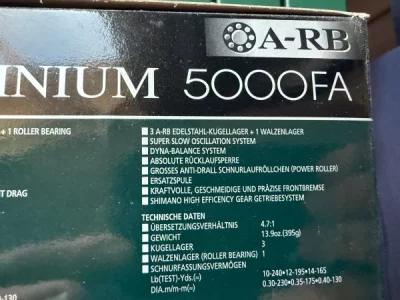 A-RB
INIUM 5000FA
+ 1 ROLLER BEARING
■ 3 A-RB EDELSTAHL-KUGELLAGER + 1 WALZENLAGER
■ SUPER SLOW OSCILLATION SYSTEM
■ DYNA-BALANCE SYSTEM
■ ABSOLUTE RÜCKLAUFSPERRE
■ GROSSES ANTI-DRALL SCHNURLAUFRÖLLCHEN (POWER ROLLER)
■ ERSATZSPULE
■ KRAFTVOLLE, GESCHMEIDIGE UND PRÄZISE FRONTBREMSE
■ SHIMANO HIGH EFFICENCY GEAR GETRIEBESYSTEM
T DRAG
TECHNISCHE DATEN
■ ÜBERSETZUNGSVERHÄLTNIS 4.7:1
■ GEWICHT 13.9oz.(395g)
■ KUGELLAGER 3
■ WALZENLAGER (ROLLER BEARING) 1
■ SCHNURFASSUNGSVERMÖGEN
Lb(TEST)-Yds.(~) 10-240*12-195*14-165
DIA.m/m-m(~) 0.30-230*0.35-175*0.40-130
0-130